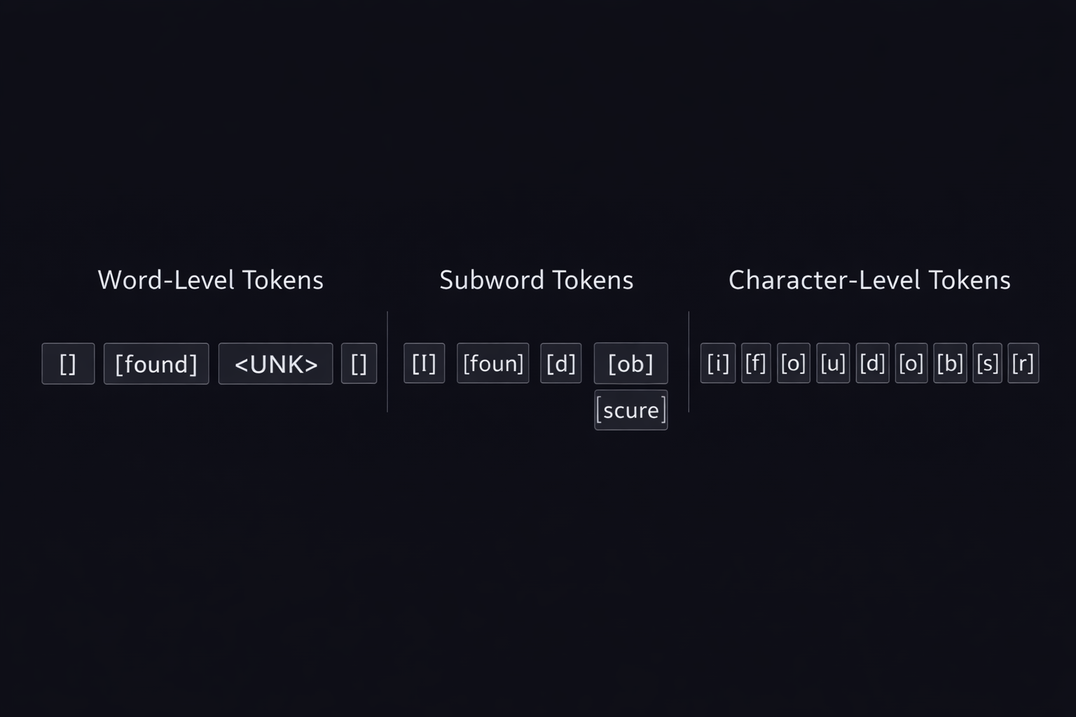 Word-Level Tokens
[] [found] <UNK> []
Subword Tokens
[I] [foun] [d] [ob]
[scure]
Character-Level Tokens
[i] [f] [o] [u] [d] [o] [b] [s] [r]